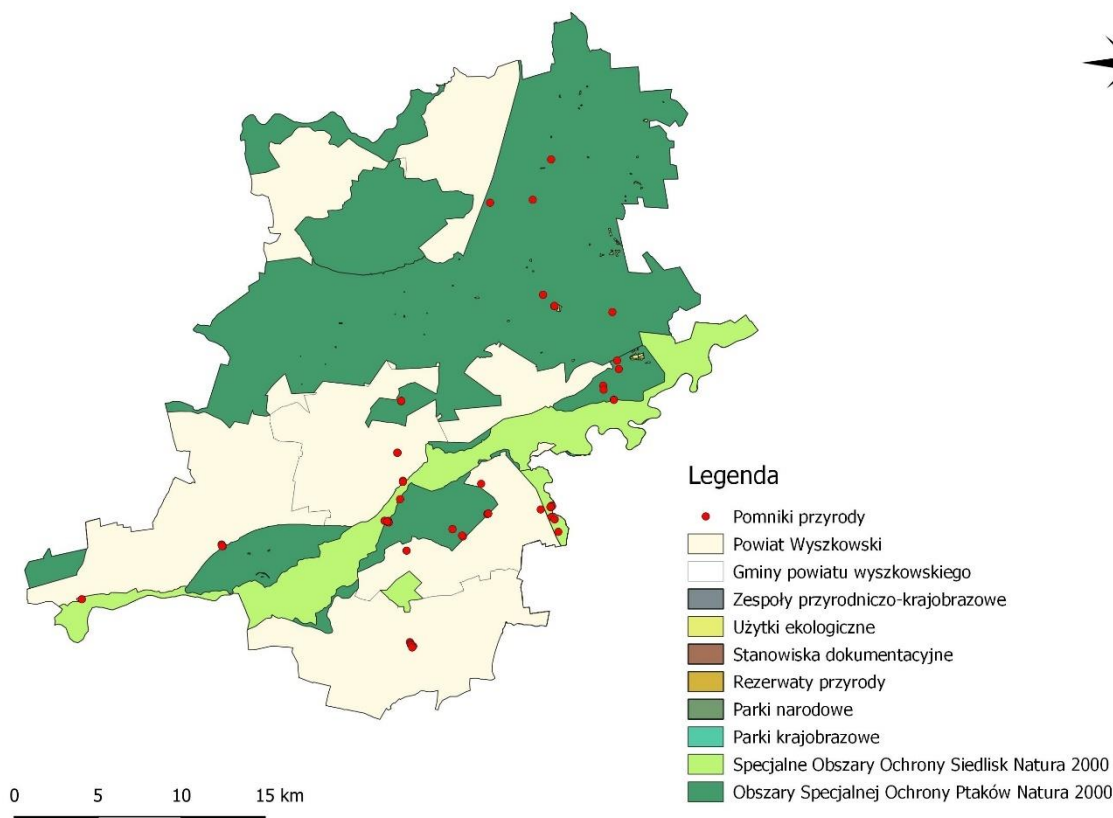 Legenda
Pomniki przyrody
Powiat Wyszkowski
Gminy powiatu wyszkowskiego
Zespoły przyrodniczo-krajobrazowe
Użytki ekologiczne
Stanowiska dokumentacyjne
Rezerwaty przyrody
Parki narodowe
Parki krajobrazowe
Specjalne Obszary Ochrony Siedlisk Natura 2000
Obszary Specjalnej Ochrony Ptaków Natura 2000
0 5 10 15 km